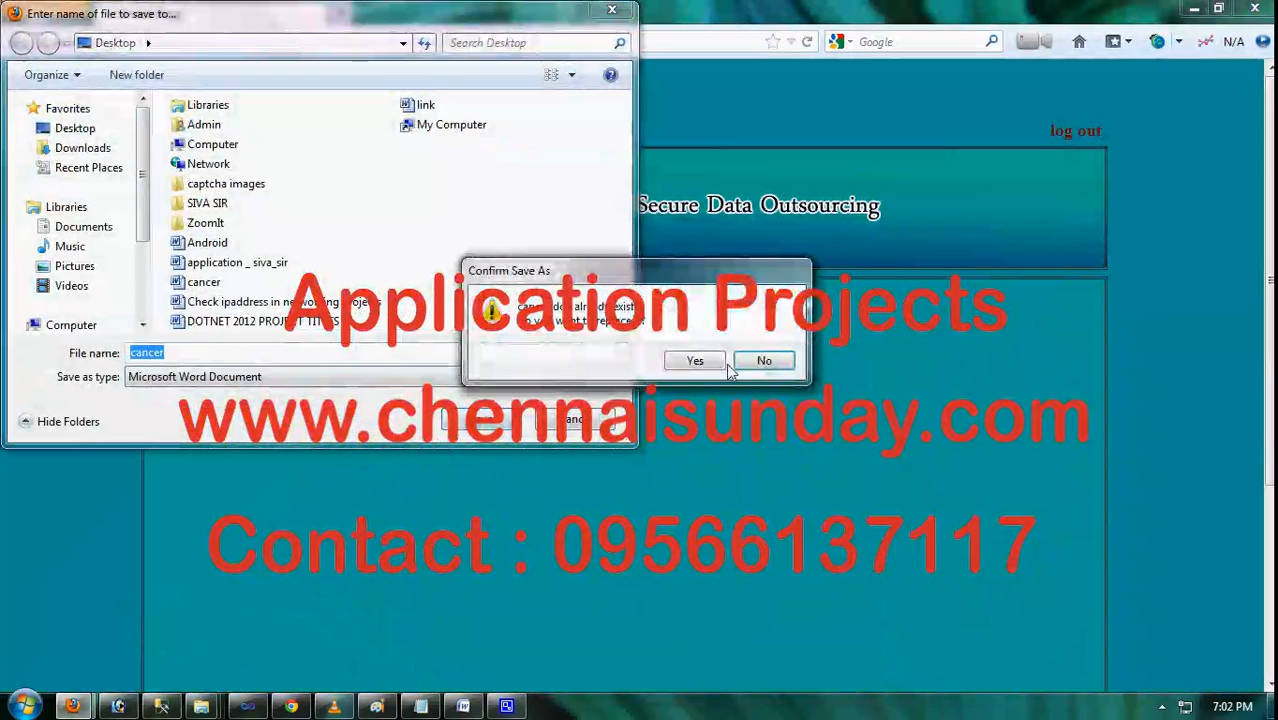 Enter name of file to save to...
Desktop
Search Desktop
Google
N/A
Organize
New folder
Favorites
Desktop
Downloads
Recent Places
Libraries
Documents
Music
Pictures
Videos
Computer
Libraries
Admin
Computer
Network
captcha images
SIVA SIR
ZoomIt
Android
application _ siva_sir
cancer
Check ipaddress in networking projects
DOTNET 2012 PROJECT TITLES
link
My Computer
log out
Secure Data Outsourcing
Confirm Save As
Yes
No
File name:
cancer
Save as type:
Microsoft Word Document
Hide Folders
Application Projects
www.chennaisunday.com
Contact : 09566137117
7:02 PM